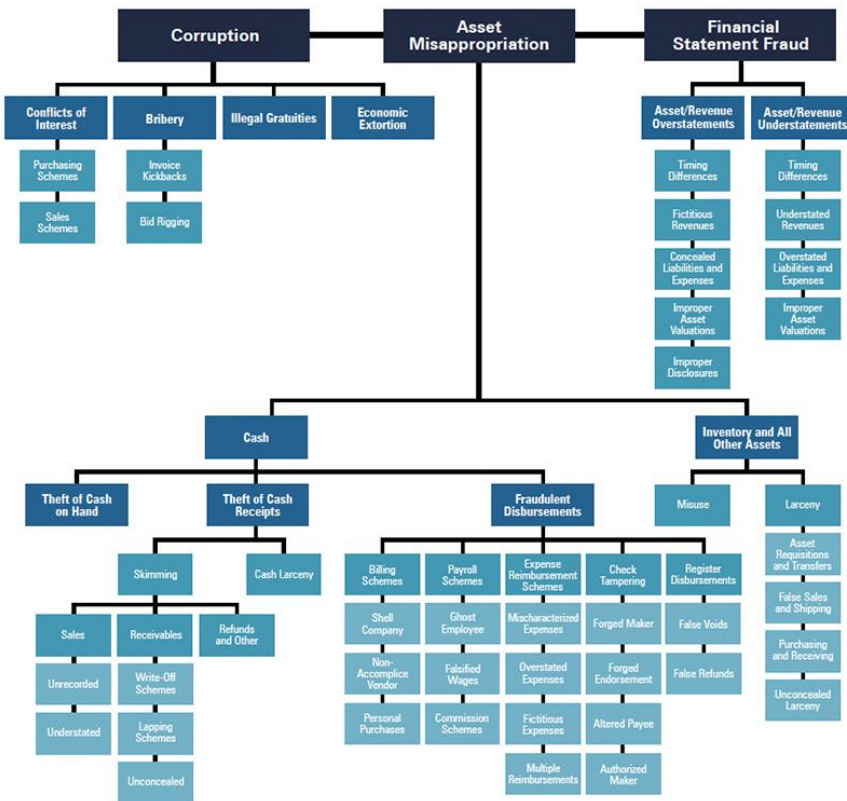 Corruption
Asset
Misappropriation
Financial
Statement Fraud
Conflicts of
Interest
Bribery
Illegal Gratuities
Economic
Extortion
Asset/Revenue
Overstatements
Asset/Revenue
Understatements
Purchasing
Schemes
Invoice
Kickbacks
Timing
Differences
Timing
Differences
Sales
Schemes
Bid Rigging
Fictitious
Revenues
Understated
Revenues
Concealed
Liabilities and
Expenses
Overstated
Liabilities and
Expenses
Improper
Asset
Valuations
Improper
Asset
Valuations
Improper
Disclosures
Cash
Inventory and All
Other Assets
Theft of Cash
on Hand
Theft of Cash
Receipts
Fraudulent
Disbursements
Misuse
Larceny
Skimming
Cash Larceny
Billing
Schemes
Payroll
Schemes
Expense
Reimbursement
Schemes
Check
Tampering
Register
Disbursements
Asset
Requisitions
and Transfers
Sales
Receivables
Refunds
and Other
Shell
Company
Ghost
Employee
Mischaracterized
Expenses
Forged Maker
False Voids
False Sales
and Shipping
Unrecorded
Write-Off
Schemes
Non-
Accomplice
Vendor
Falsified
Wages
Overstated
Expenses
Forged
Endorsement
False Refunds
Purchasing
and Receiving
Understated
Lapping
Schemes
Personal
Purchases
Commission
Schemes
Fictitious
Expenses
Altered Payee
Unconcealed
Larceny
Unconcealed
Multiple
Reimbursements
Authorized
Maker